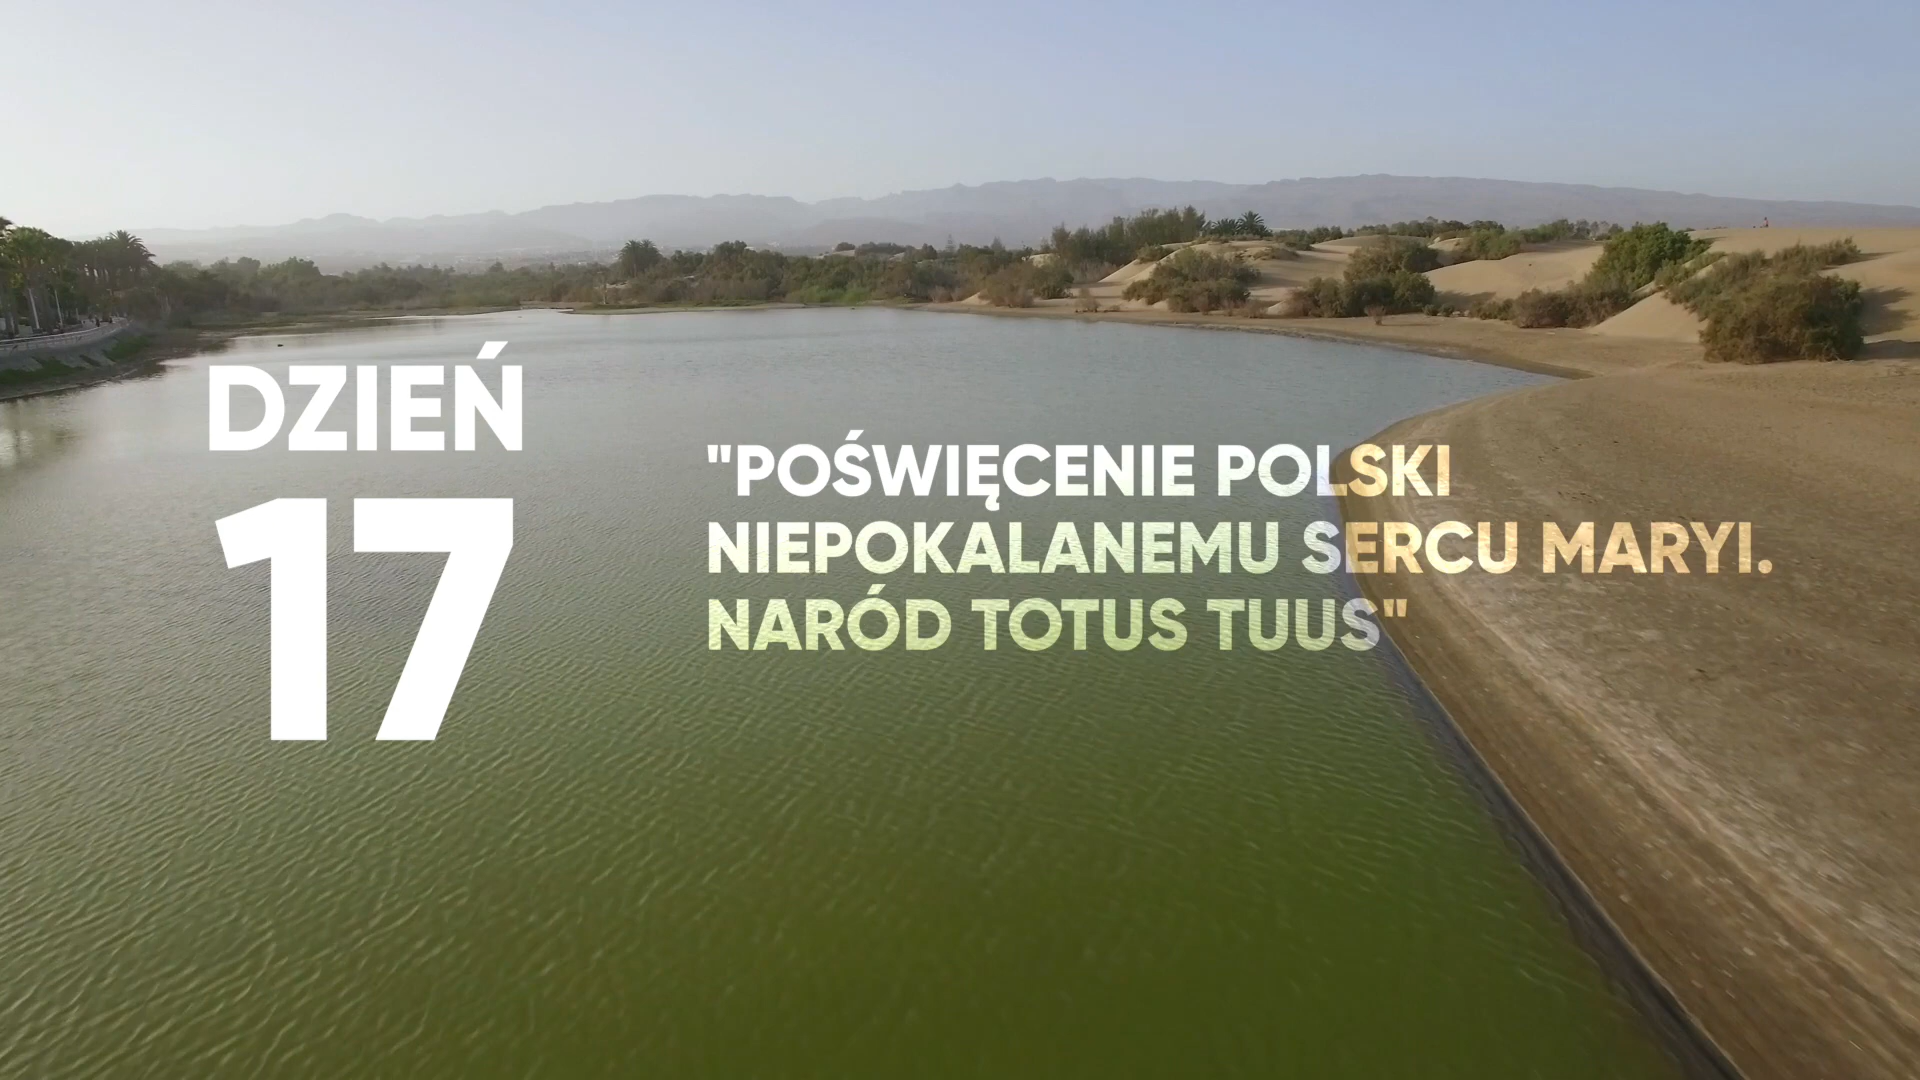 DZIEŃ
17
"POŚWIĘCENIE POLSKI
NIEPOKALANEMU SERCU MARYI.
NARÓD TOTUS TUUS"